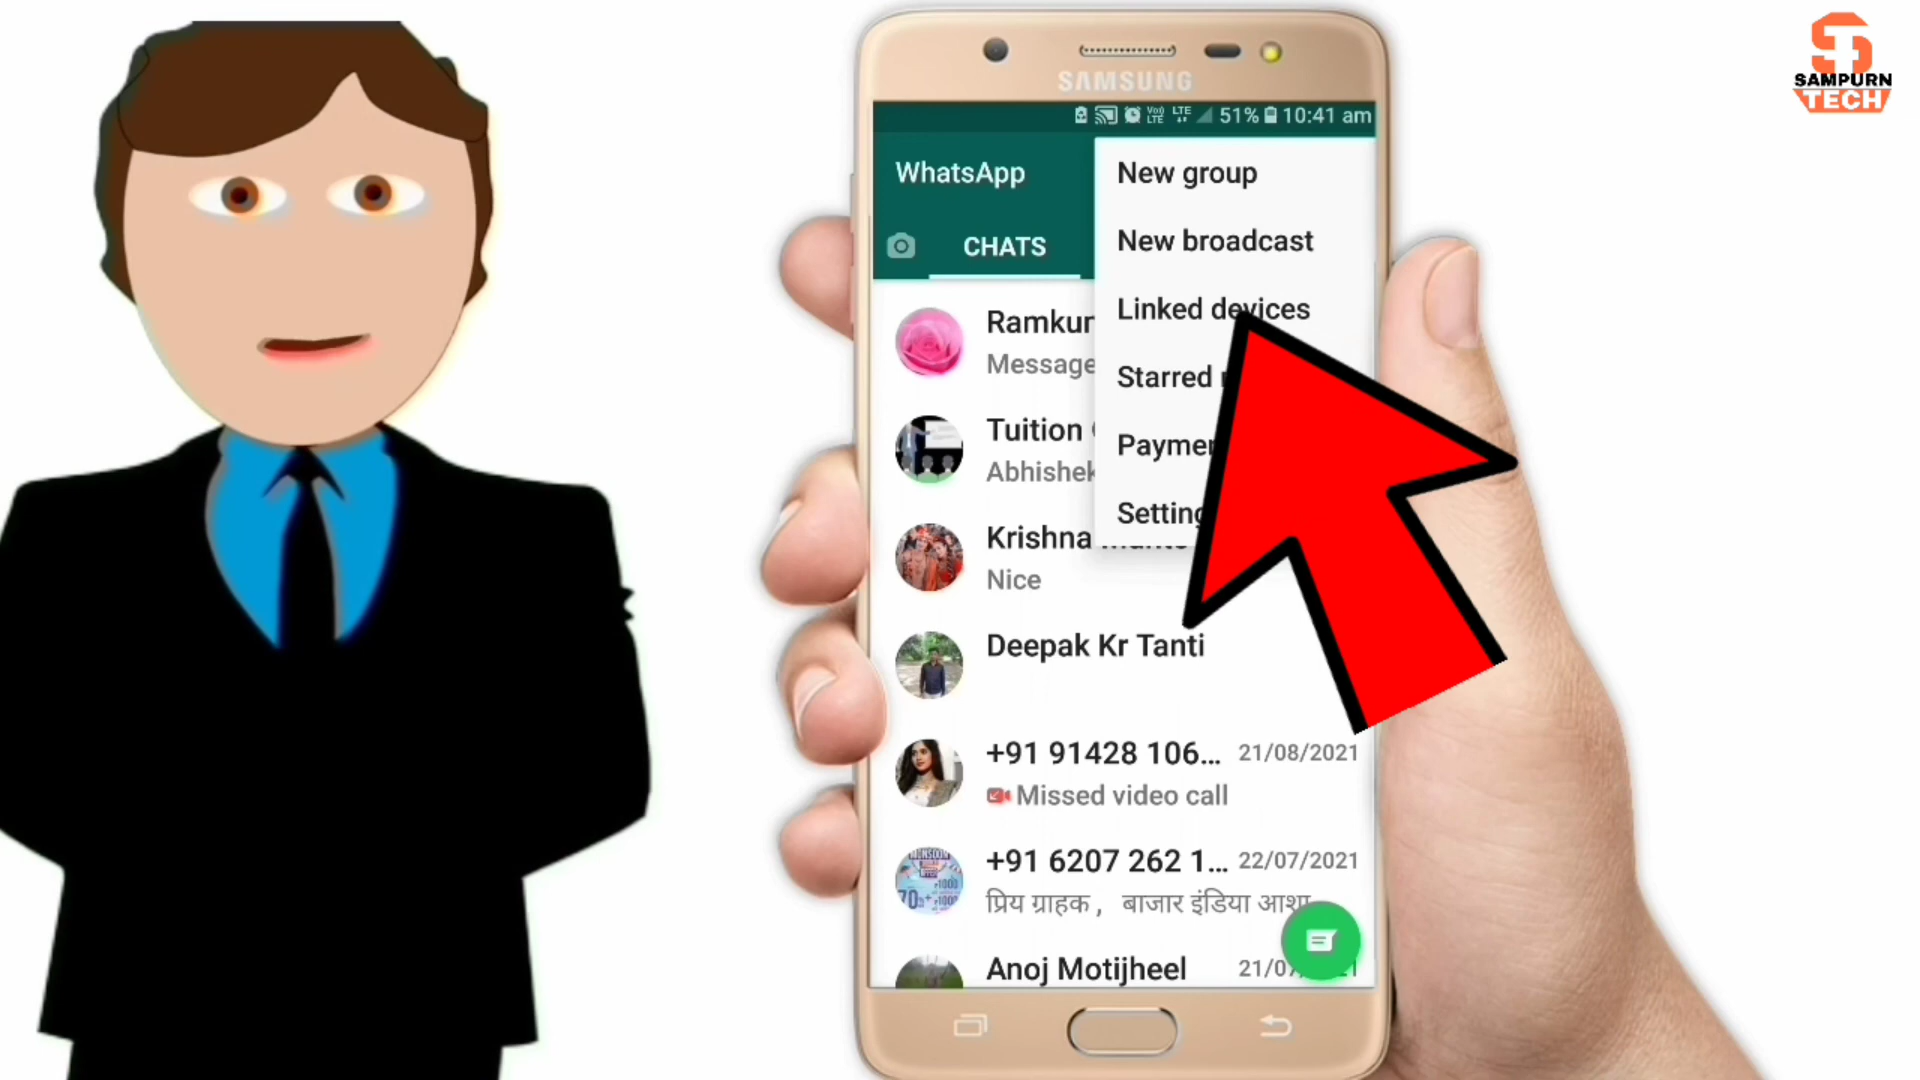 SAMPURN
TECH
SAMSUNG
LTE 51% 10:41 am
WhatsApp
CHATS
New group
New broadcast
Linked devices
Starred
Ramkur
Message
Tuition
Abhishek
Krishna
Nice
Deepak Kr Tanti
+91 91428 106... 21/08/2021
Missed video call
+91 6207 262 1... 22/07/2021
प्रिय ग्राहक , बाजार इंडिया
Anoj Motijheel